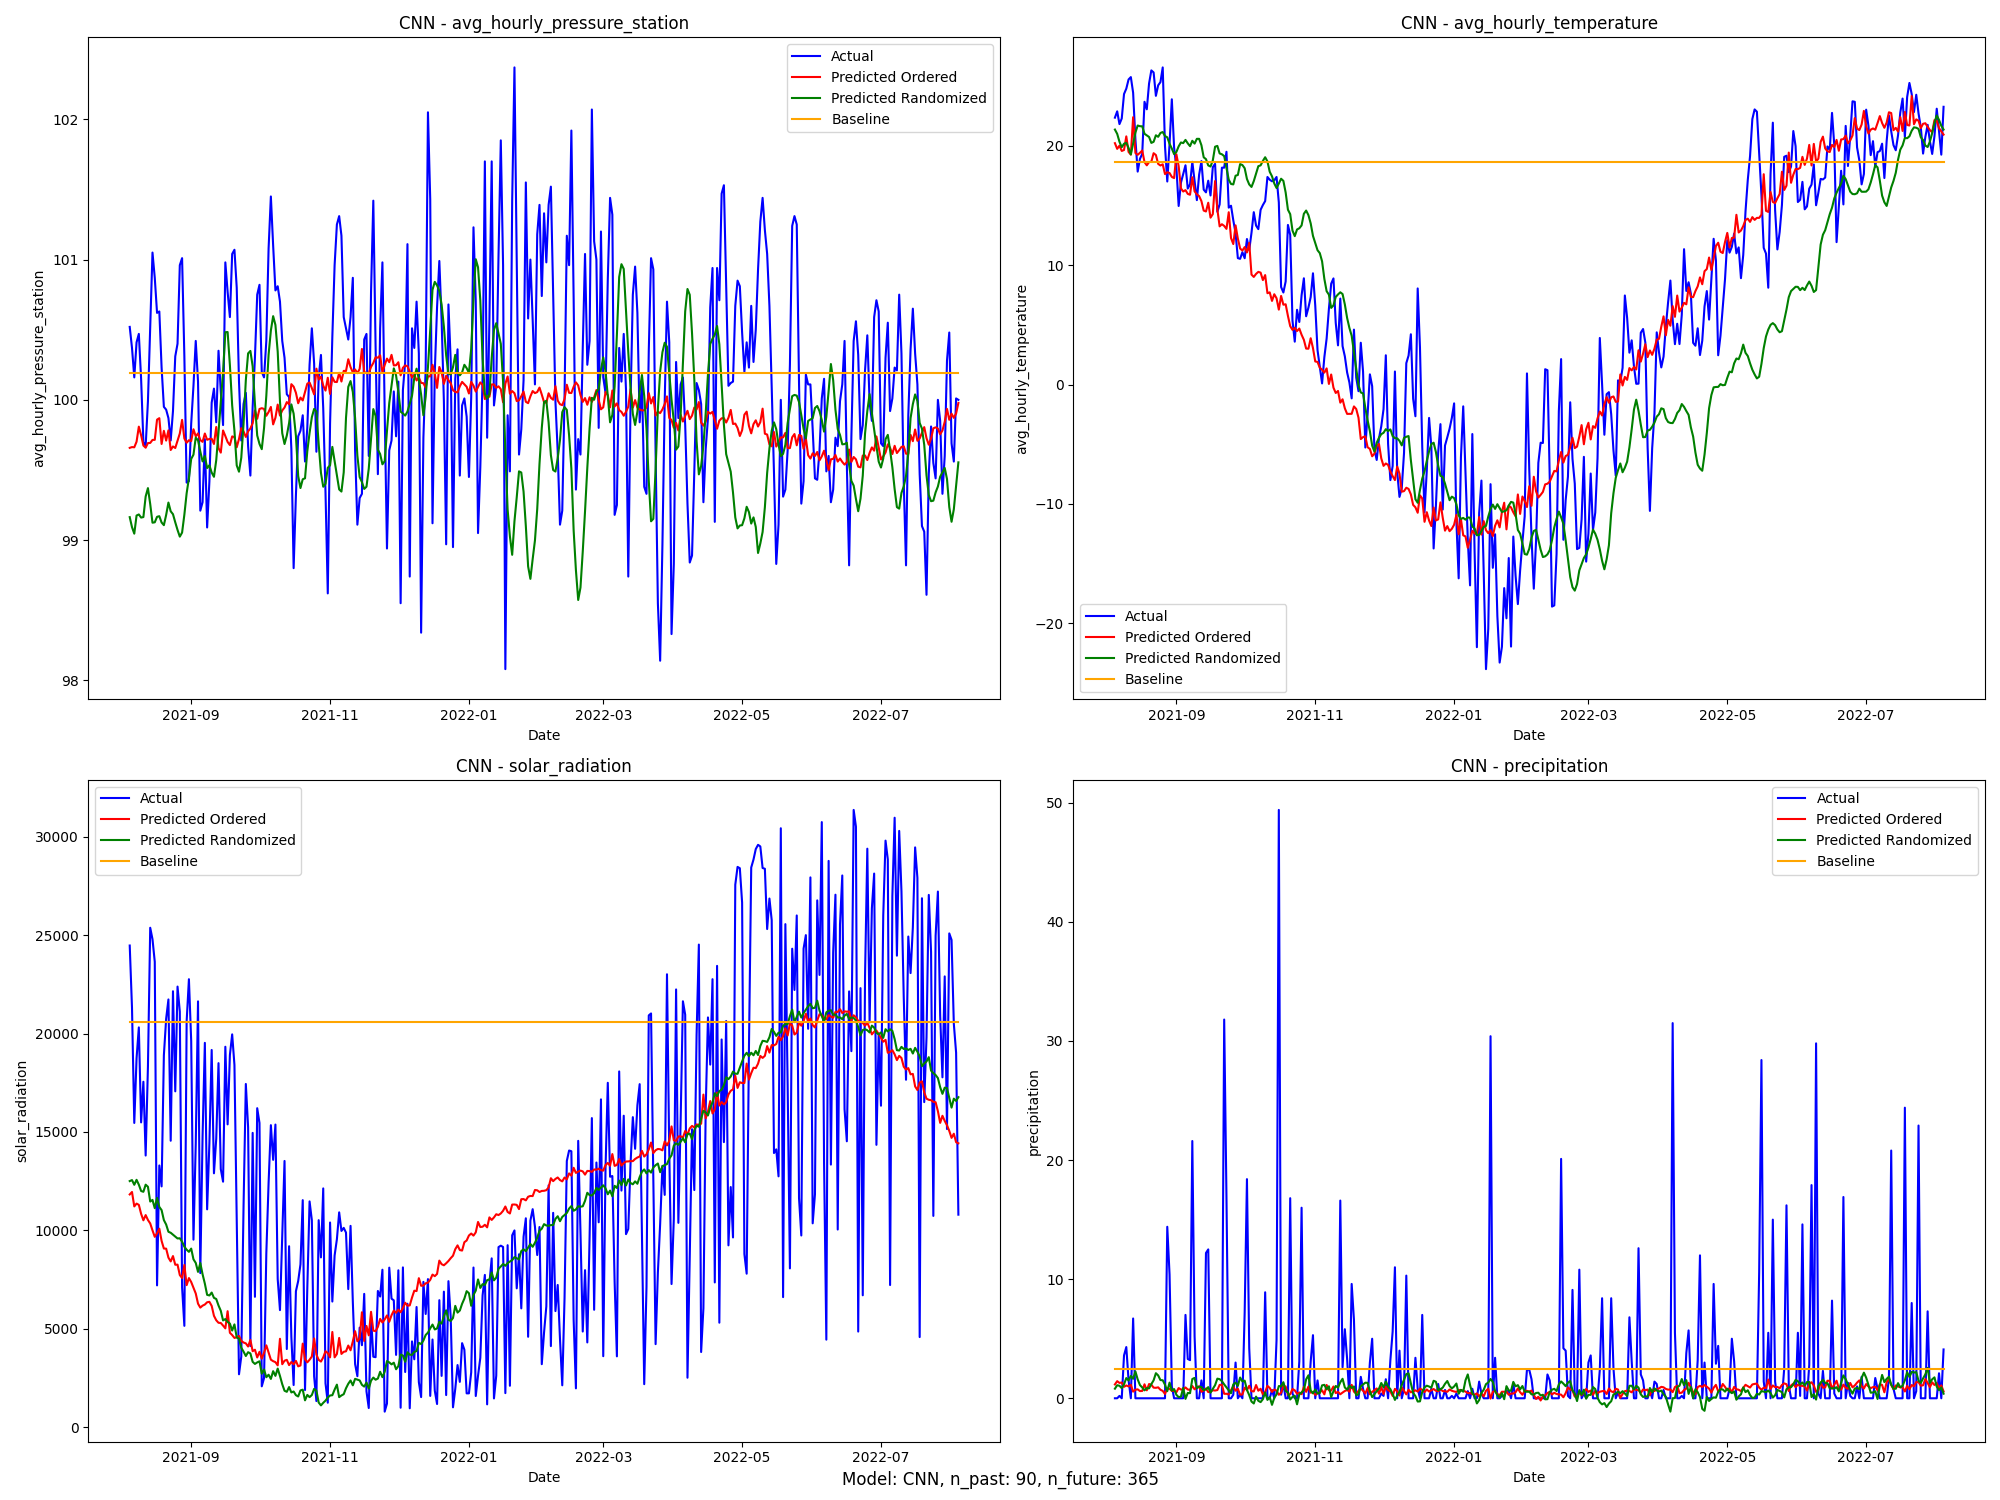 CNN - avg_hourly_pressure_station
avg_hourly_pressure_station
102
101
100
99
98
Actual
Predicted Ordered
Predicted Randomized
Baseline
2021-09 2021-11 2022-01 2022-03 2022-05 2022-07
Date
CNN - avg_hourly_temperature
avg_hourly_temperature
20
10
0
−10
−20
Actual
Predicted Ordered
Predicted Randomized
Baseline
2021-09 2021-11 2022-01 2022-03 2022-05 2022-07
Date
CNN - solar_radiation
solar_radiation
30000
25000
20000
15000
10000
5000
0
Actual
Predicted Ordered
Predicted Randomized
Baseline
2021-09 2021-11 2022-01 2022-03 2022-05 2022-07
Date
CNN - precipitation
precipitation
50
40
30
20
10
0
Actual
Predicted Ordered
Predicted Randomized
Baseline
2021-09 2021-11 2022-01 2022-03 2022-05 2022-07
Date
Model: CNN, n_past: 90, n_future: 365